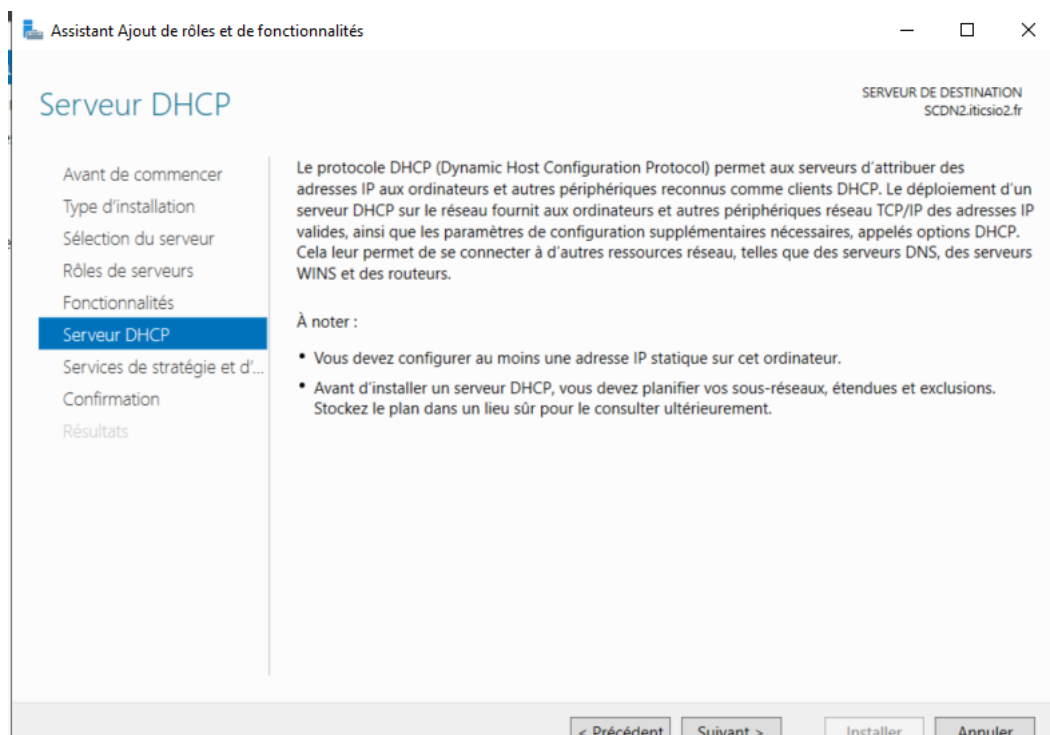 Assistant Ajout de rôles et de fonctionnalités
Serveur DHCP
SERVEUR DE DESTINATION
SCDN2.iticsio2.fr
Avant de commencer
Type d'installation
Sélection du serveur
Rôles de serveurs
Fonctionnalités
Serveur DHCP
Services de stratégie et d'...
Confirmation
Résultats
Le protocole DHCP (Dynamic Host Configuration Protocol) permet aux serveurs d'attribuer des
adresses IP aux ordinateurs et autres périphériques reconnus comme clients DHCP. Le déploiement d'un
serveur DHCP sur le réseau fournit aux ordinateurs et autres périphériques réseau TCP/IP des adresses IP
valides, ainsi que les paramètres de configuration supplémentaires nécessaires, appelés options DHCP.
Cela leur permet de se connecter à d'autres ressources réseau, telles que des serveurs DNS, des serveurs
WINS et des routeurs.
À noter :
• Vous devez configurer au moins une adresse IP statique sur cet ordinateur.
• Avant d'installer un serveur DHCP, vous devez planifier vos sous-réseaux, étendues et exclusions.
Stockez le plan dans un lieu sûr pour le consulter ultérieurement.
< Précédent
Suivant >
Installer
Annuler